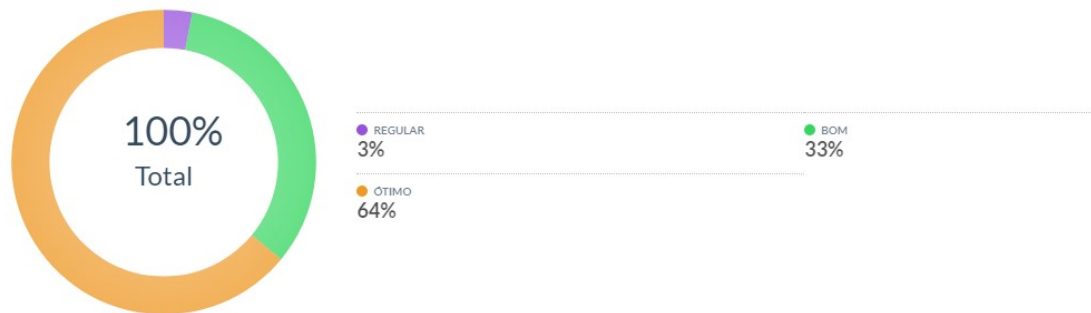 100%
Total
REGULAR
3%
BOM
33%
ÓTIMO
64%